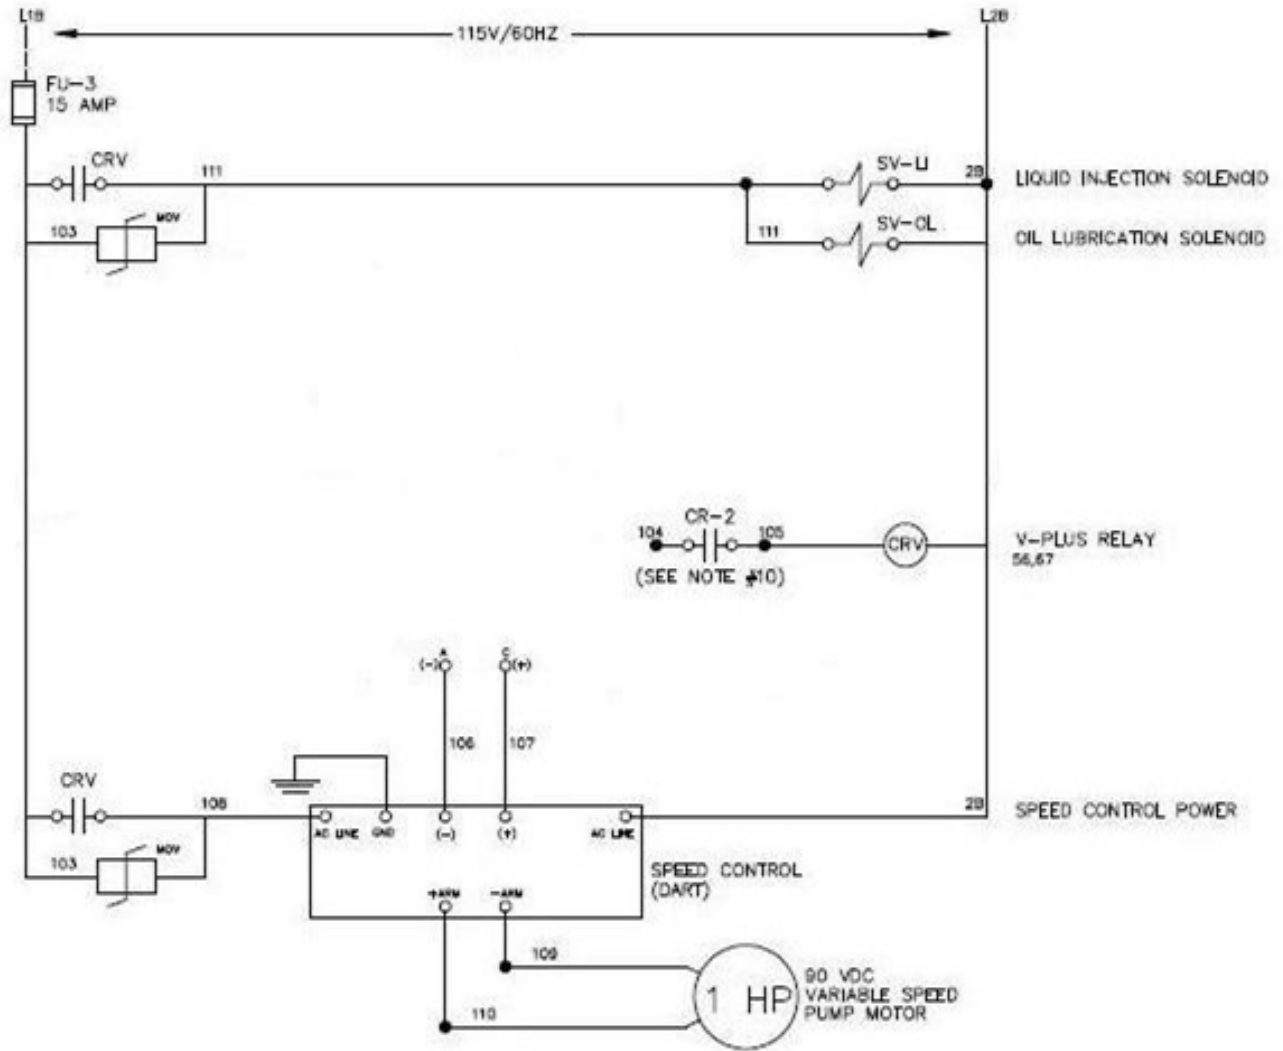 L1B
L2B
115V/60HZ
FU-3
15 AMP
CRV
111
SV-LI
2B
LIQUID INJECTION SOLENOID
103
MOV
111
SV-OL
OIL LUBRICATION SOLENOID
CR-2
104
105
CRV
V-PLUS RELAY
56,67
(SEE NOTE #10)
A
C
(-)
(+)
106
107
CRV
108
2B
SPEED CONTROL POWER
AC LINE
GND
(-)
(+)
AC LINE
103
MOV
SPEED CONTROL
(DART)
+ARM
-ARM
109
90 VDC
1 HP
VARIABLE SPEED
PUMP MOTOR
110